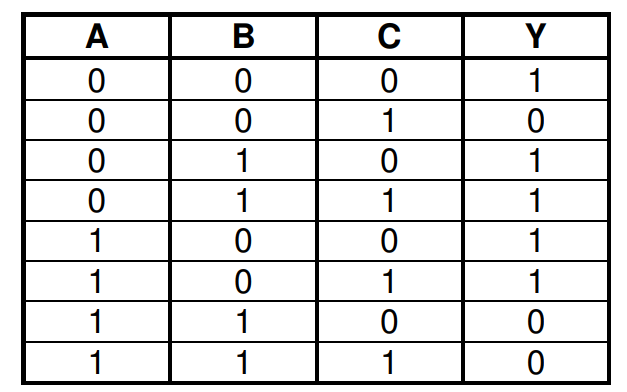 A B C Y
0 0 0 1
0 0 1 0
0 1 0 1
0 1 1 1
1 0 0 1
1 0 1 1
1 1 0 0
1 1 1 0